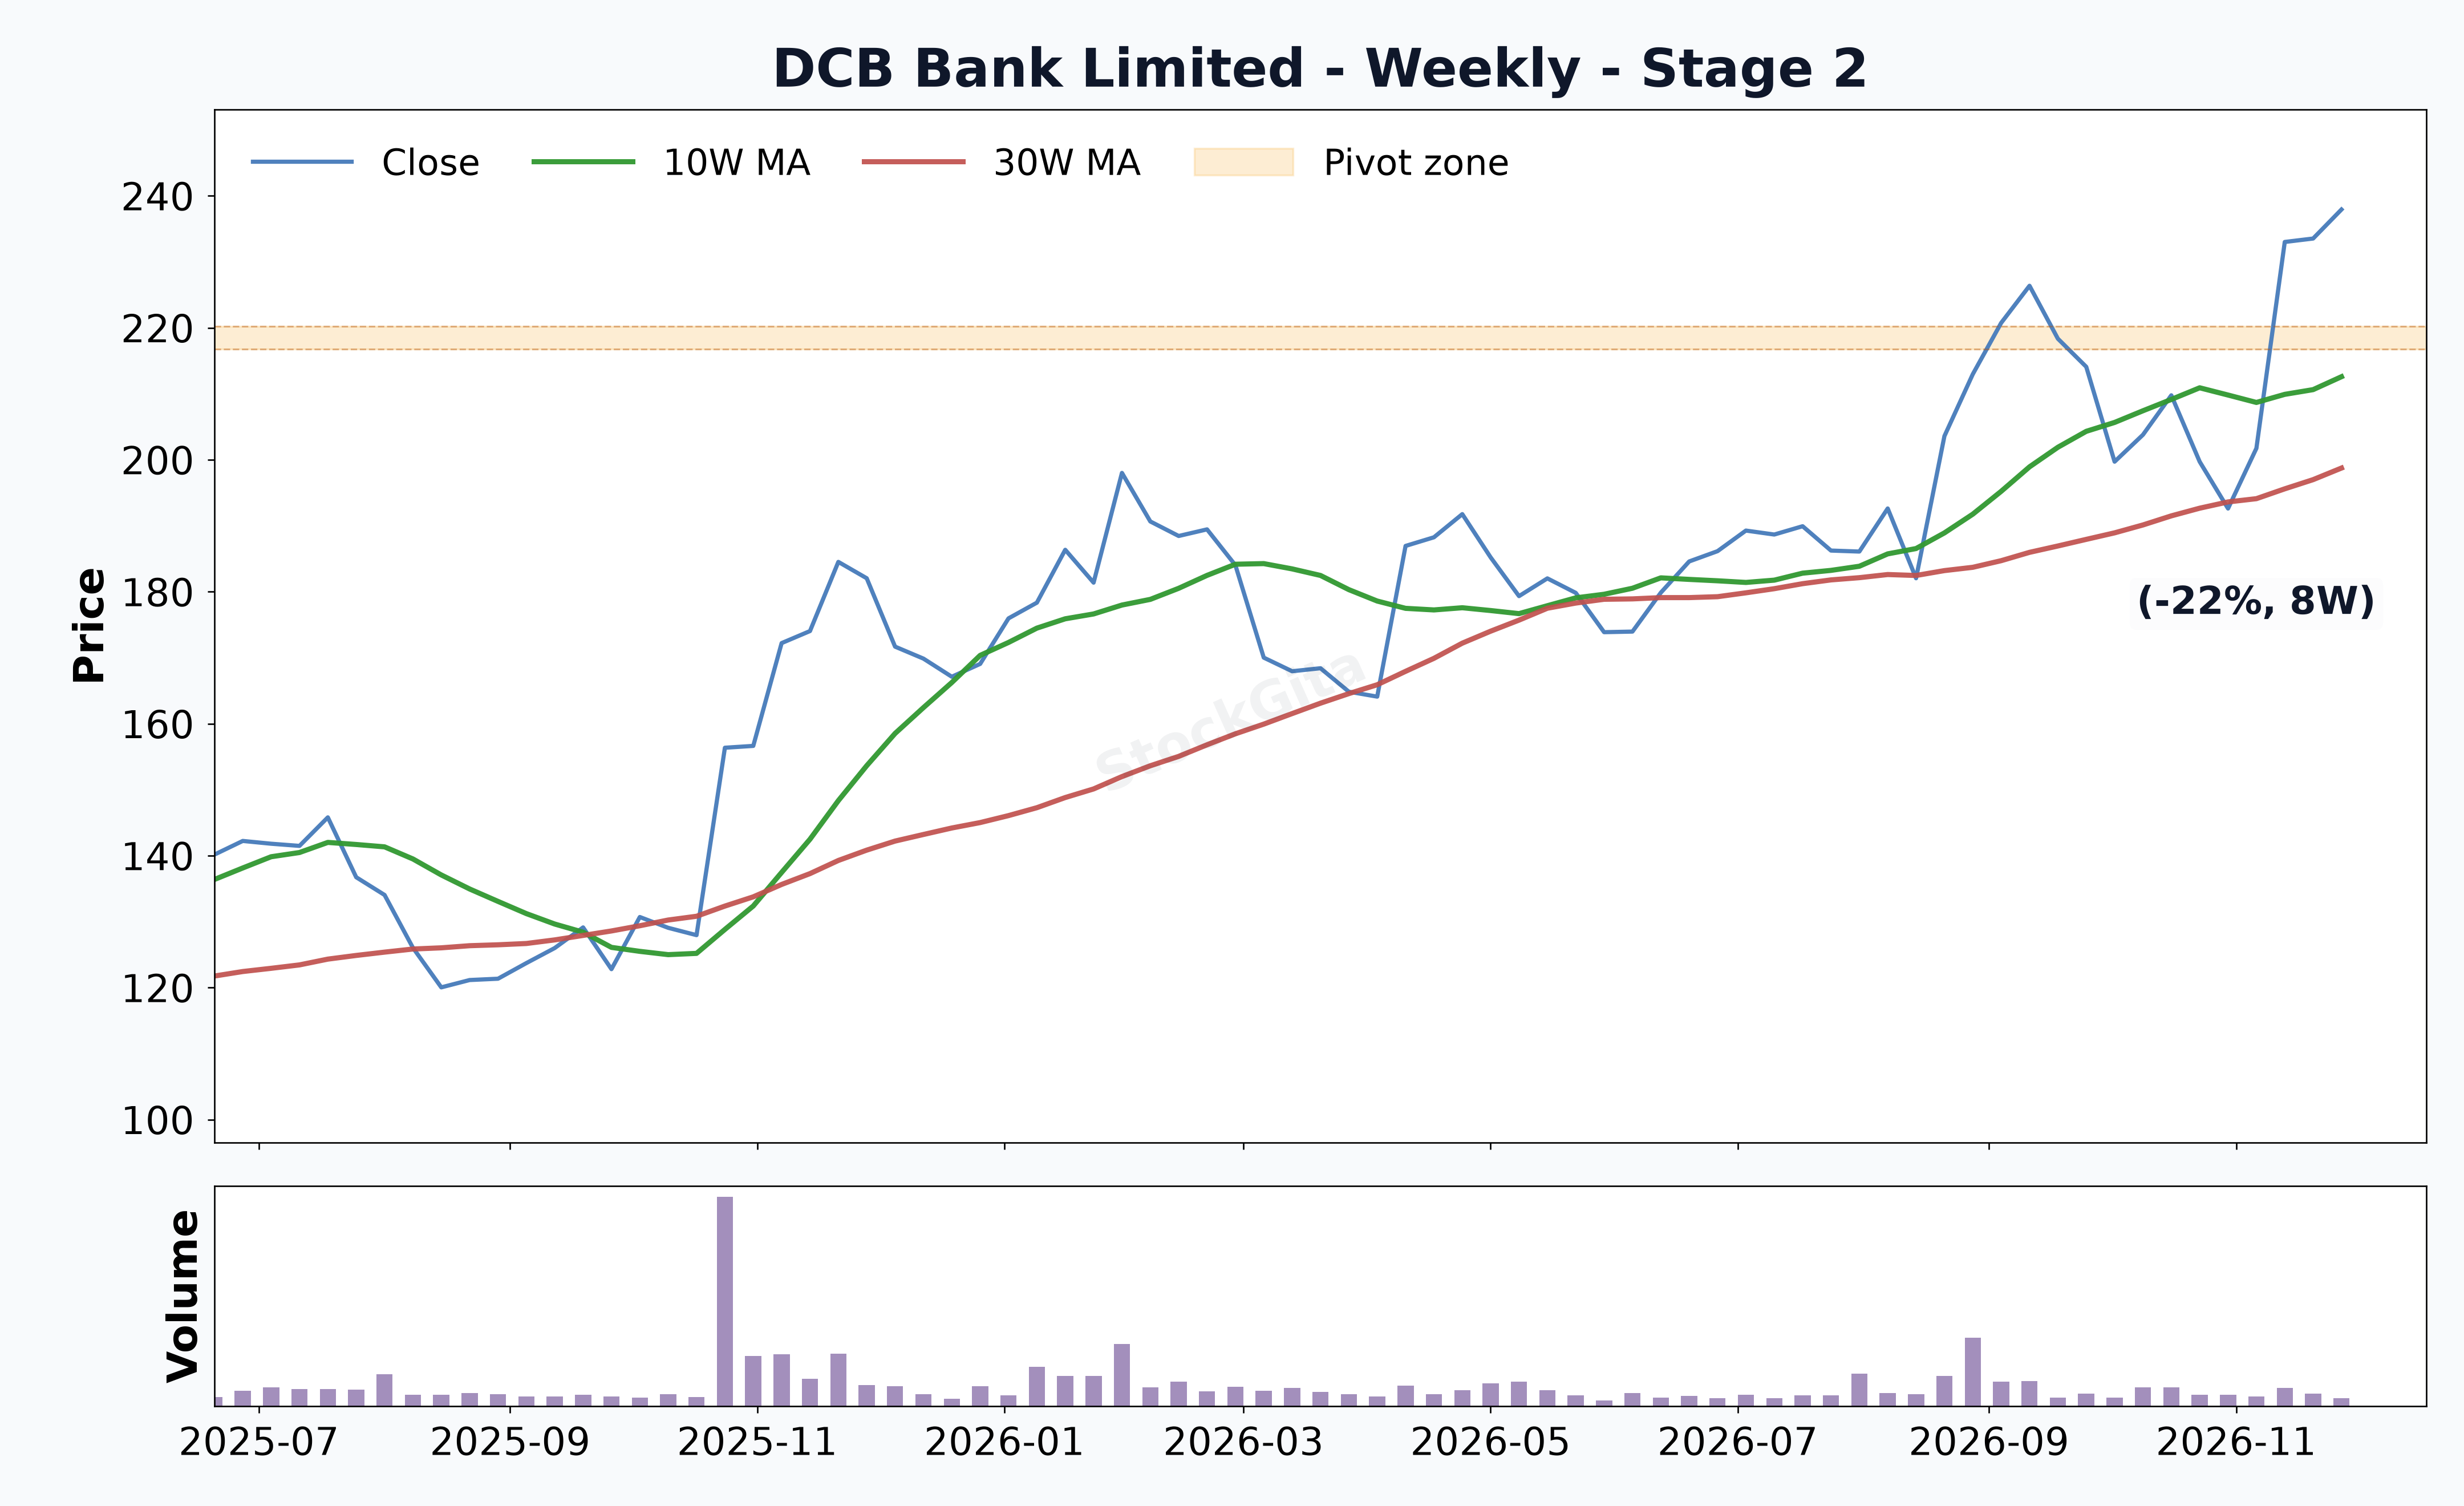 DCB Bank Limited - Weekly - Stage 2
Close
10W MA
30W MA
Pivot zone
Price
240
220
200
180
160
140
120
100
(-22%, 8W)
StockGita
Volume
2025-07
2025-09
2025-11
2026-01
2026-03
2026-05
2026-07
2026-09
2026-11